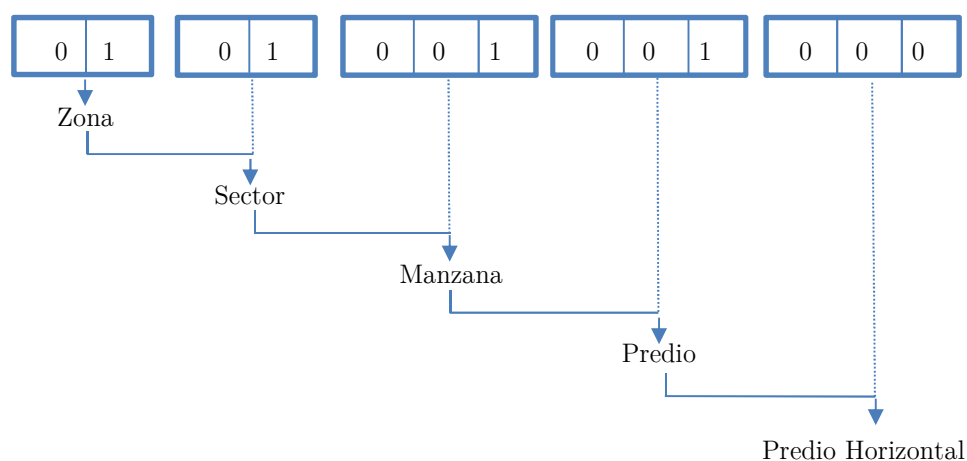 0 1 0 1 0 0 1 0 0 1 0 0 0
Zona
Sector
Manzana
Predio
Predio Horizontal